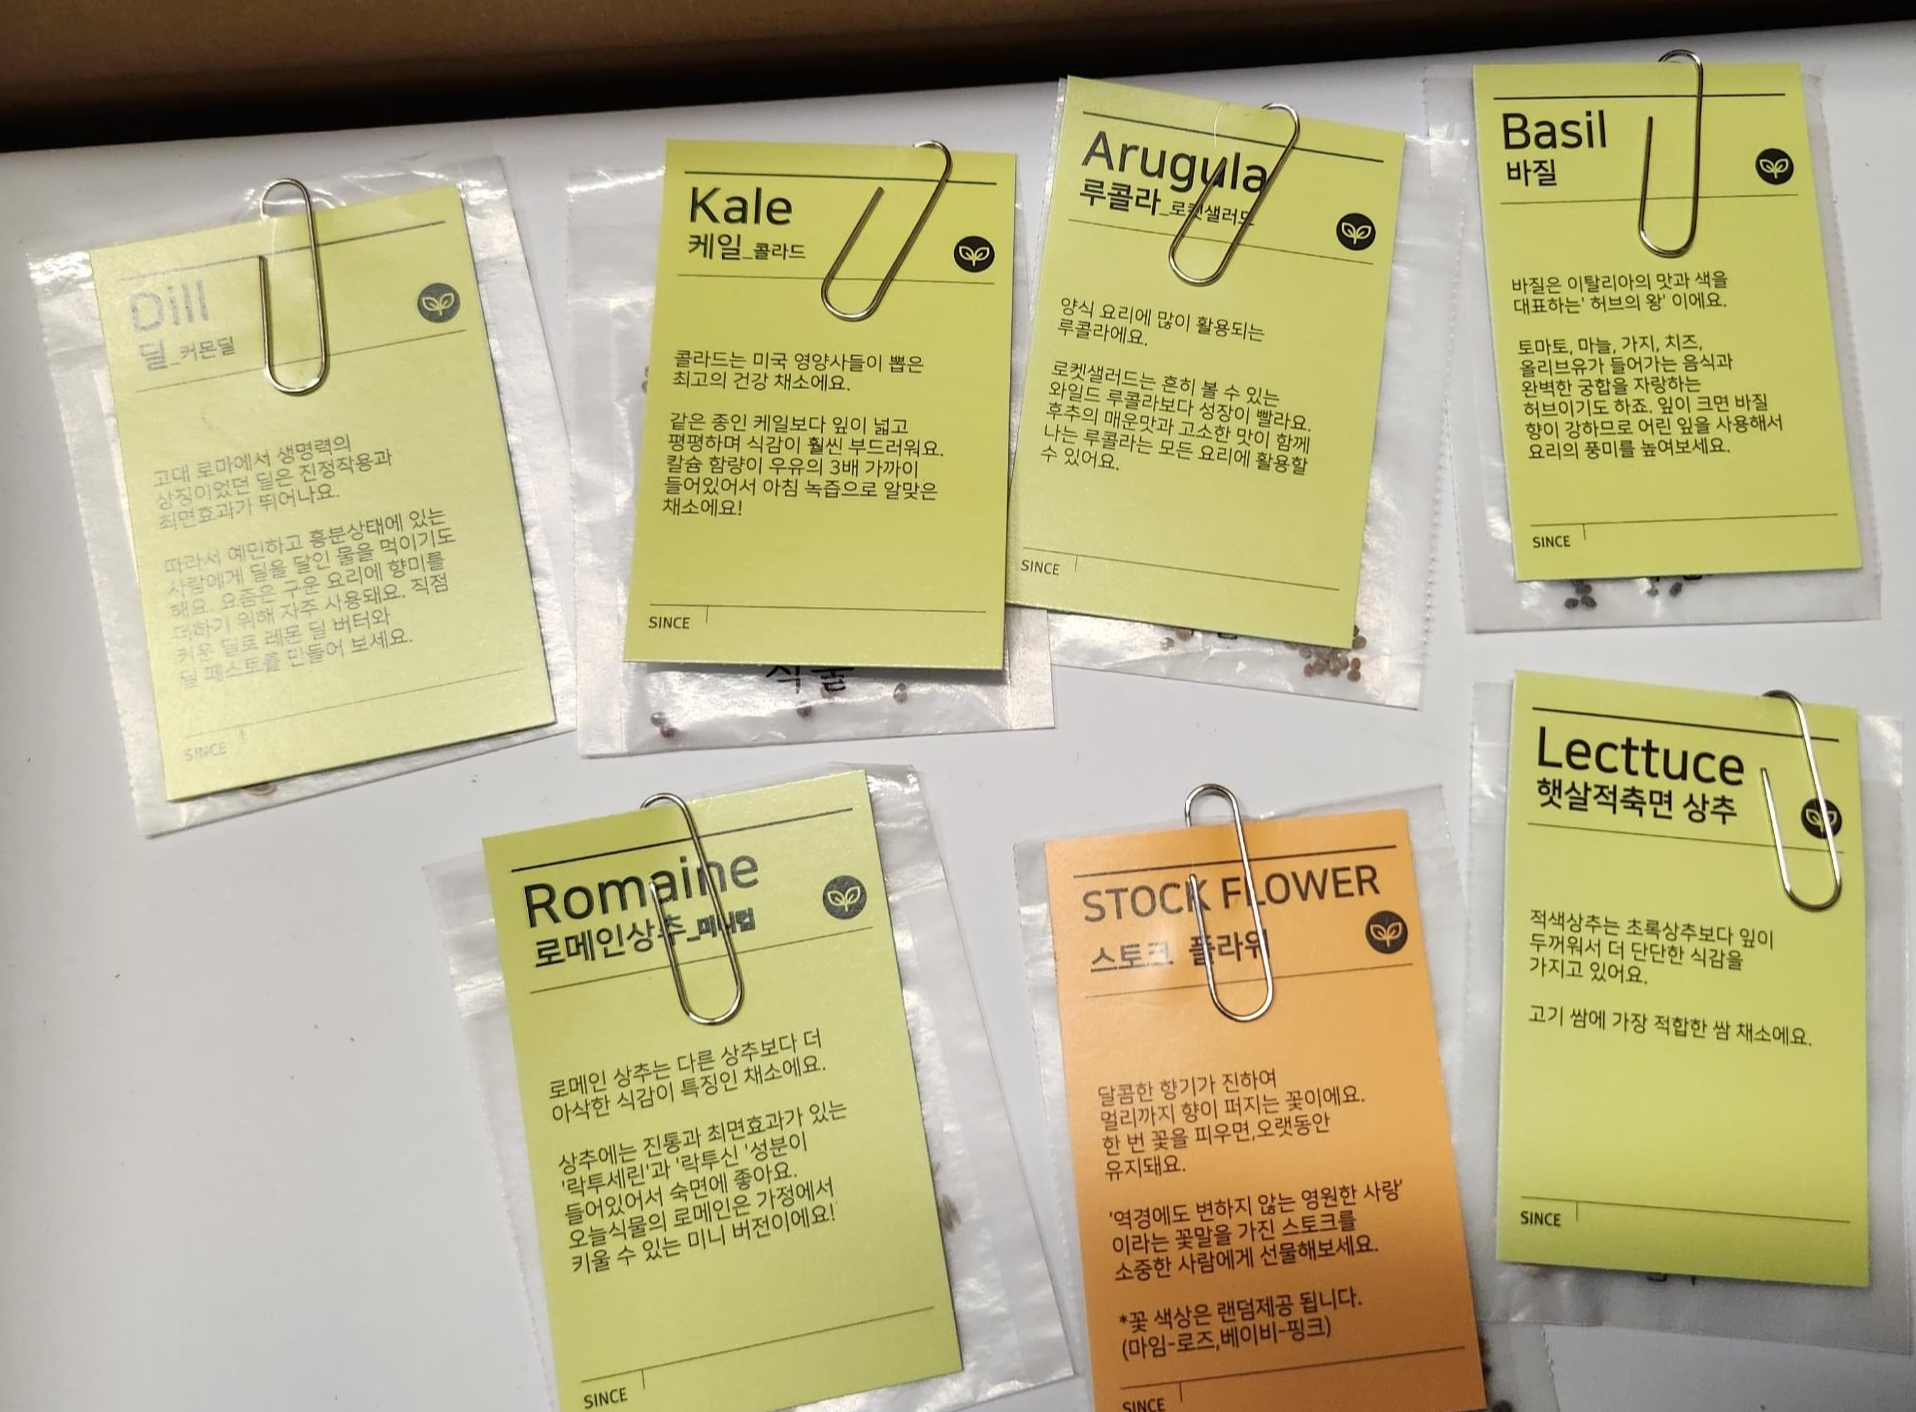 Dill
딜_커먼딜
고대 로마에서 생명력의
상징이었던 딜은 진정작용과
최면효과가 뛰어나요.
따라서 예민하고 흥분상태에 있는
사람에게 딜을 달인 물을 먹이기도
해요. 요즘은 구운 요리에 향미를
더하기 위해 자주 사용돼요. 직접
키운 딜로 레몬 딜 버터와
딜 페스토를 만들어 보세요.
SINCE
Kale
케일_콜라드
콜라드는 미국 영양사들이 뽑은
최고의 건강 채소에요.
같은 종인 케일보다 잎이 넓고
평평하며 식감이 훨씬 부드러워요.
칼슘 함량이 우유의 3배 가까이
들어있어서 아침 녹즙으로 알맞은
채소에요!
SINCE
식물
Arugula
루콜라_로켓샐러드
양식 요리에 많이 활용되는
루콜라에요.
로켓샐러드는 흔히 볼 수 있는
와일드 루콜라보다 성장이 빨라요.
후추의 매운맛과 고소한 맛이 함께
나는 루콜라는 모든 요리에 활용할
수 있어요.
SINCE
Basil
바질
바질은 이탈리아의 맛과 색을
대표하는' 허브의 왕' 이에요.
토마토, 마늘, 가지, 치즈,
올리브유가 들어가는 음식과
완벽한 궁합을 자랑하는
허브이기도 하죠. 잎이 크면 바질
향이 강하므로 어린 잎을 사용해서
요리의 풍미를 높여보세요.
SINCE
Romaine
로메인상추_미니컵
로메인 상추는 다른 상추보다 더
아삭한 식감이 특징인 채소에요.
상추에는 진통과 최면효과가 있는
'락투세린'과 '락투신 '성분이
들어있어서 숙면에 좋아요.
오늘식물의 로메인은 가정에서
키울 수 있는 미니 버전이에요!
SINCE
STOCK FLOWER
스토크 플라워
달콤한 향기가 진하여
멀리까지 향이 퍼지는 꽃이에요.
한 번 꽃을 피우면,오랫동안
유지돼요.
'역경에도 변하지 않는 영원한 사랑'
이라는 꽃말을 가진 스토크를
소중한 사람에게 선물해보세요.
*꽃 색상은 랜덤제공 됩니다.
(마임-로즈,베이비-핑크)
SINCE
Lecttuce
햇살적축면 상추
적색상추는 초록상추보다 잎이
두꺼워서 더 단단한 식감을
가지고 있어요.
고기 쌈에 가장 적합한 쌈 채소에요.
SINCE